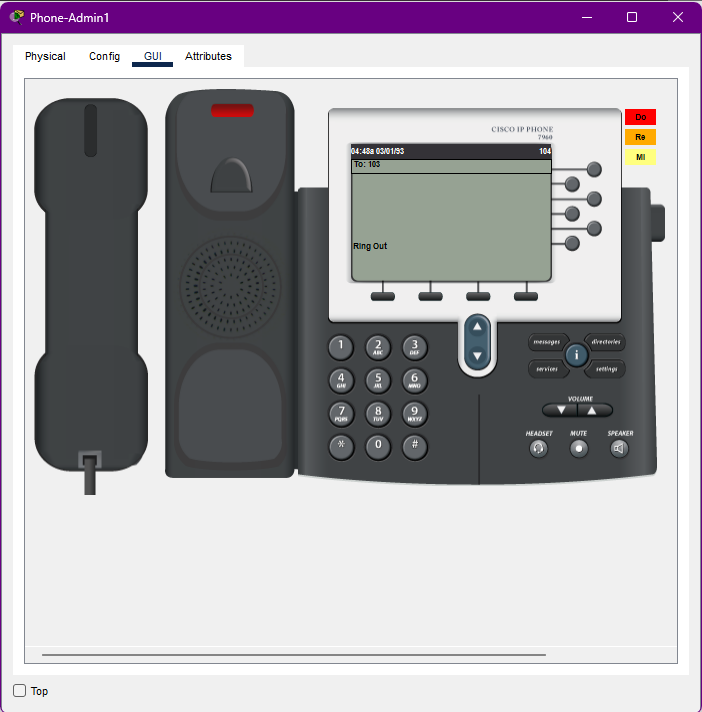 Phone-Admin1
Physical Config GUI Attributes
CISCO IP PHONE
7960
Do
Re
Mi
04:48a 03/01/93 104
To: 103
Ring Out
1 2 ABC 3 DEF
4 GHI 5 JKL 6 MNO
7 PQRS 8 TUV 9 WXYZ
* 0 #
messages directories
i
services settings
VOLUME
HEADSET MUTE SPEAKER
Top